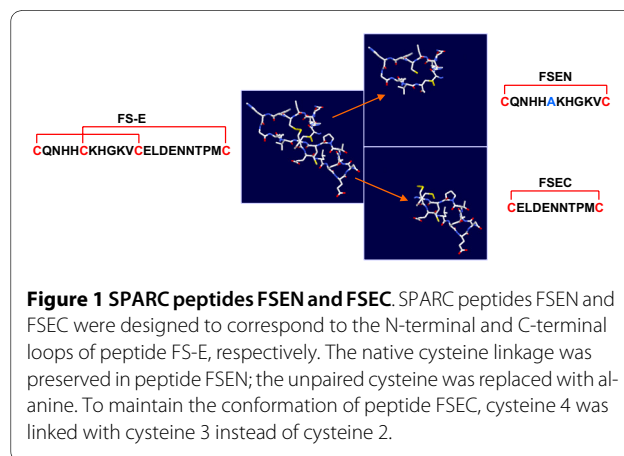 FS-E
CQNHHCKHGKVCELDENNTPMC
FSEN
CQNHHAKHGKVC
FSEC
CELDENNTPMC
Figure 1 SPARC peptides FSEN and FSEC. SPARC peptides FSEN and
FSEC were designed to correspond to the N-terminal and C-terminal
loops of peptide FS-E, respectively. The native cysteine linkage was
preserved in peptide FSEN; the unpaired cysteine was replaced with al-
anine. To maintain the conformation of peptide FSEC, cysteine 4 was
linked with cysteine 3 instead of cysteine 2.